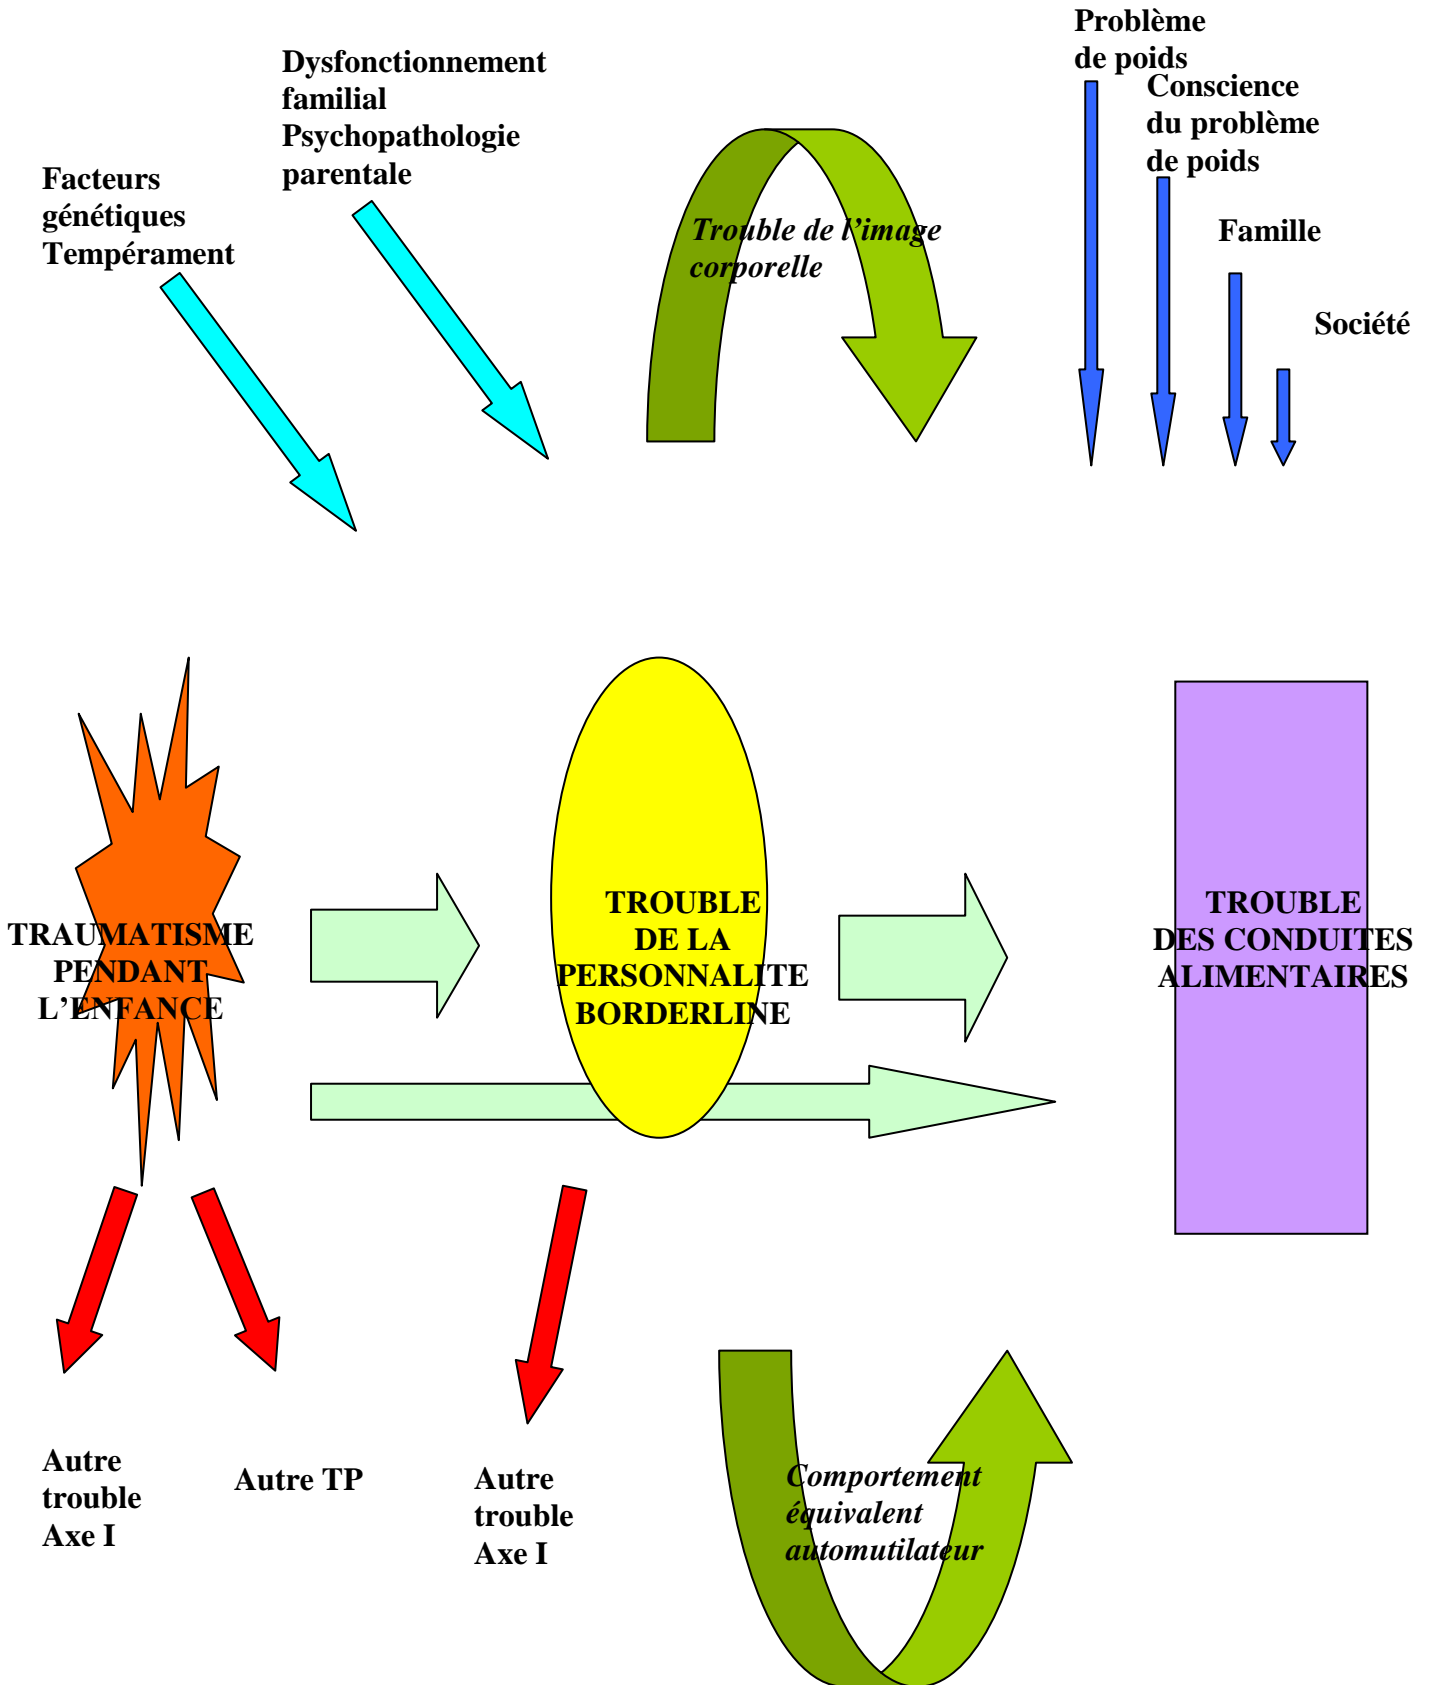 Problème
de poids
Dysfonctionnement
familial
Psychopathologie
parentale
Conscience
du problème
de poids
Facteurs
génétiques
Tempérament
Trouble de l’image
corporelle
Famille
Société
TRAUMATISME
PENDANT
L’ENFANCE
TROUBLE
DE LA
PERSONNALITE
BORDERLINE
TROUBLE
DES CONDUITES
ALIMENTAIRES
Autre
trouble
Axe I
Autre TP
Autre
trouble
Axe I
Comportement
équivalent
automutilateur